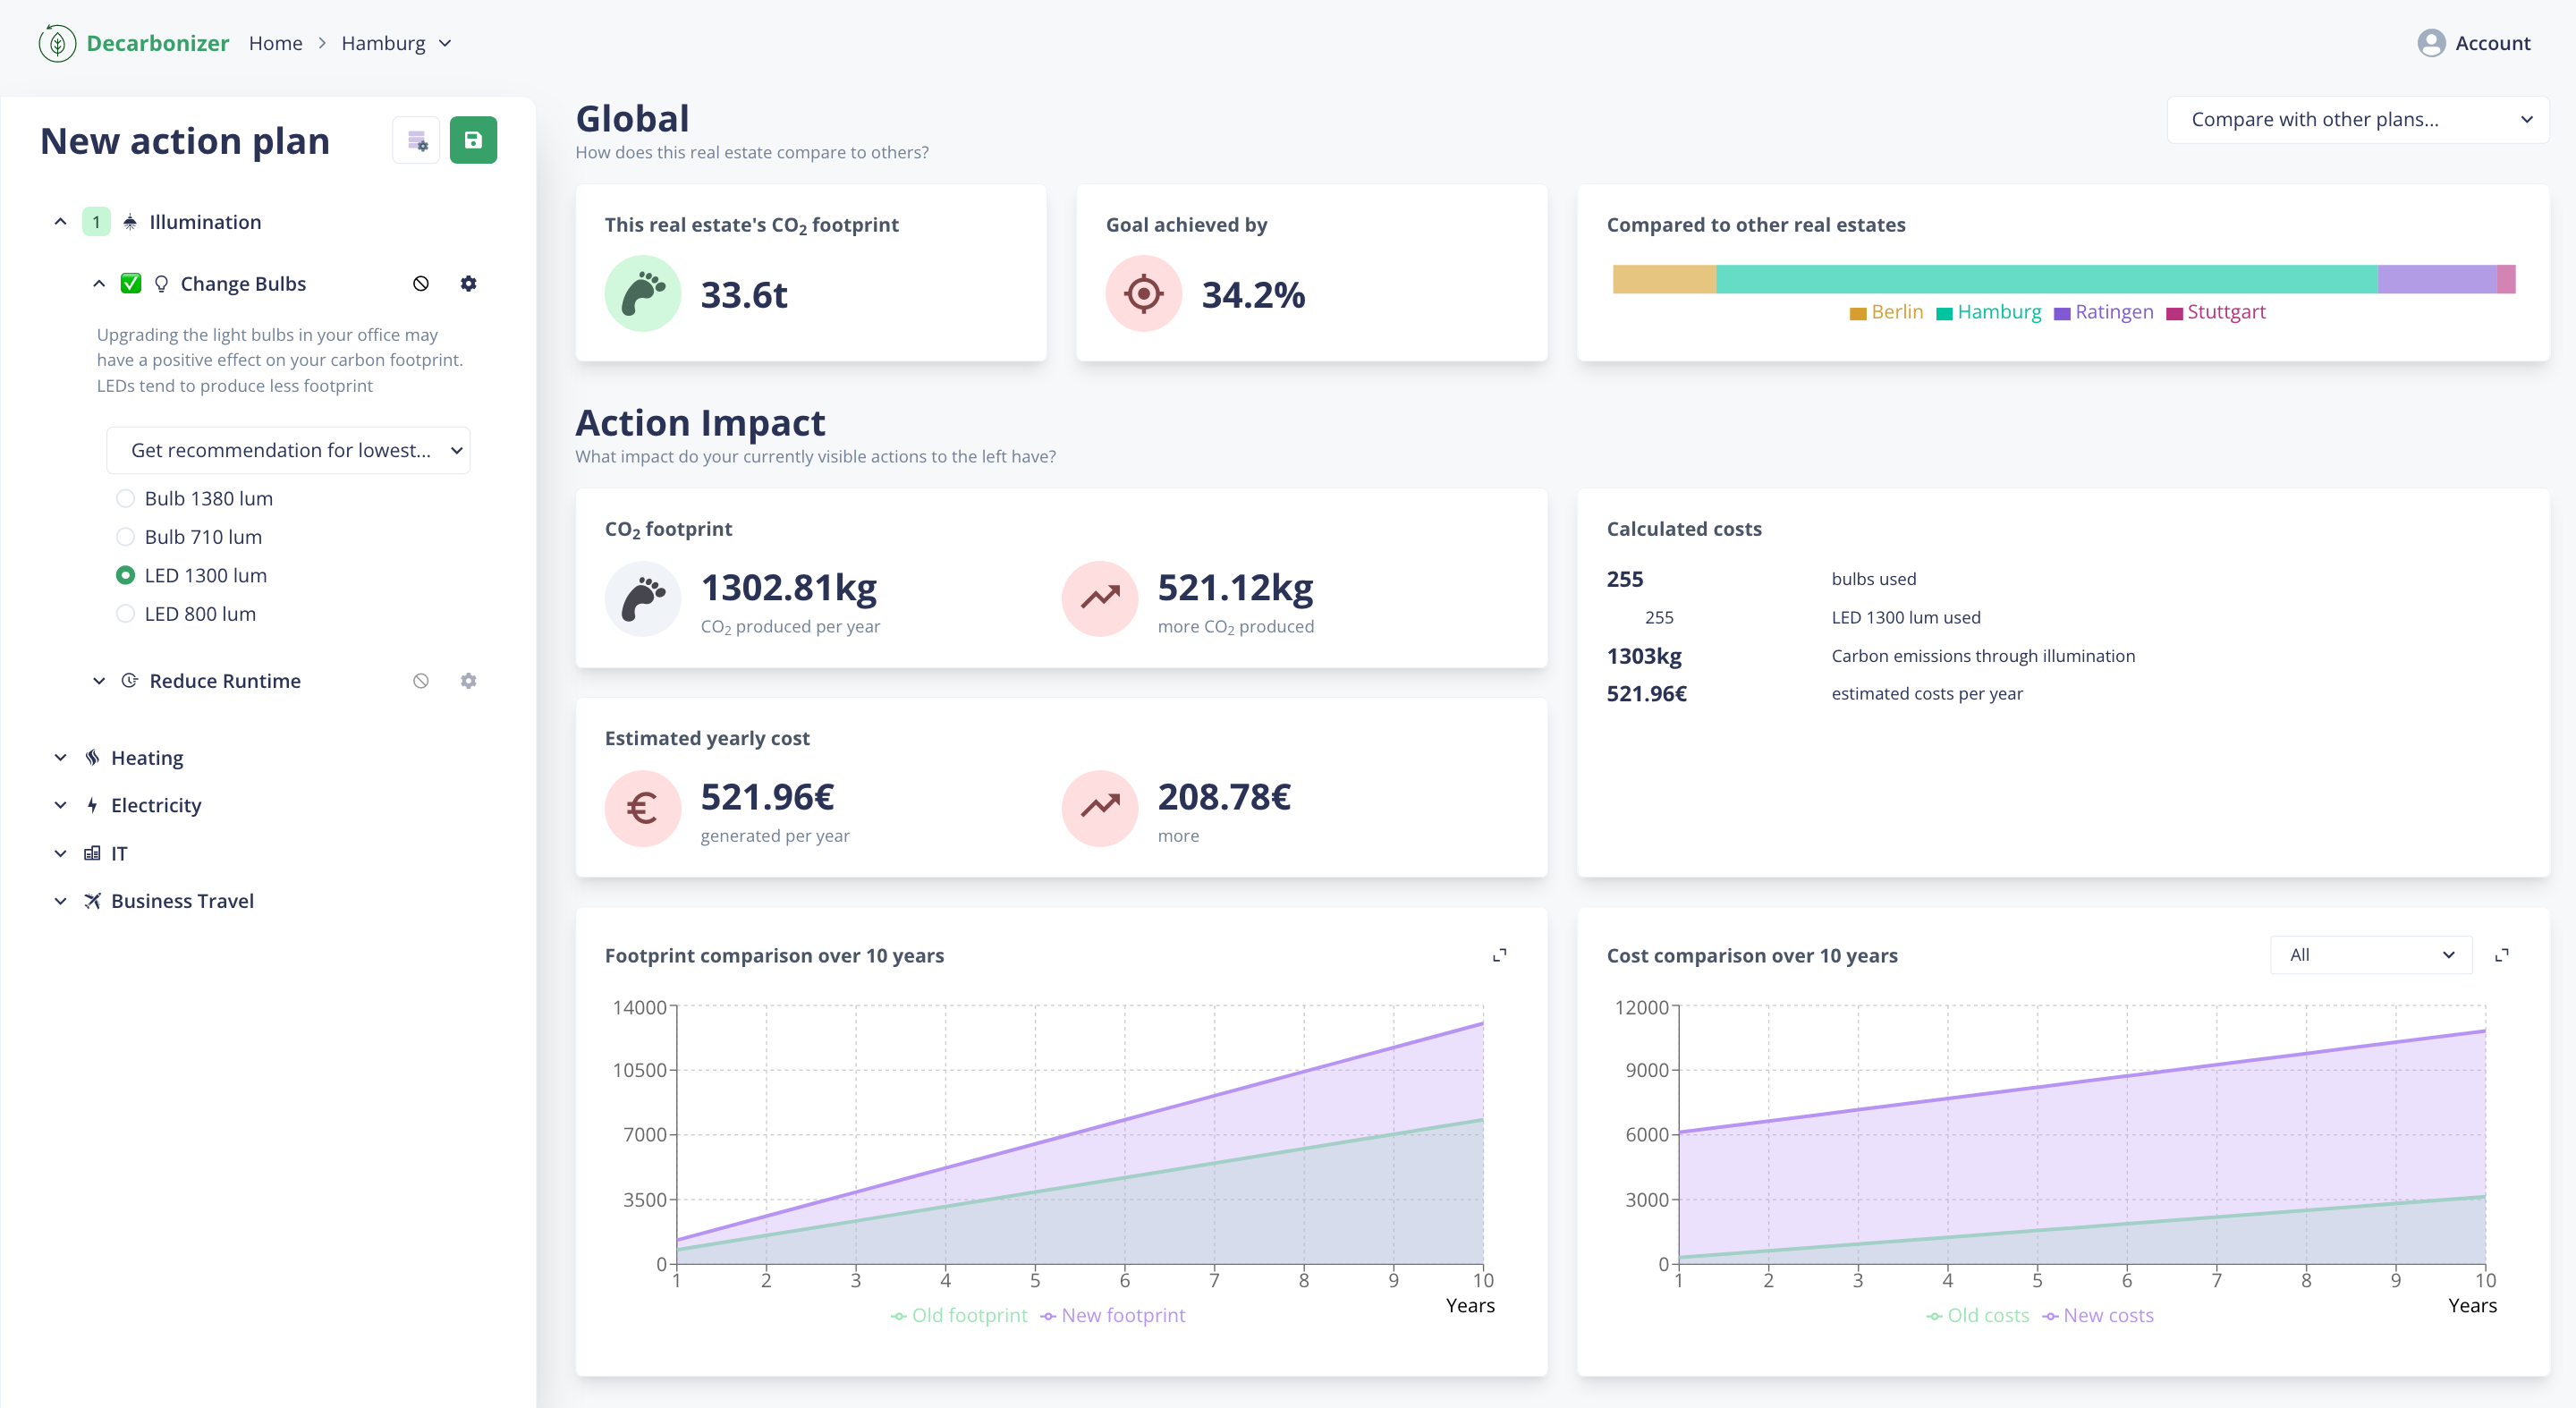 Decarbonizer Home > Hamburg
Account
New action plan
1 Illumination
Change Bulbs
Upgrading the light bulbs in your office may
have a positive effect on your carbon footprint.
LEDs tend to produce less footprint
Get recommendation for lowest...
Bulb 1380 lum
Bulb 710 lum
LED 1300 lum
LED 800 lum
Reduce Runtime
Heating
Electricity
IT
Business Travel
Global
How does this real estate compare to others?
Compare with other plans...
This real estate's CO₂ footprint
33.6t
Goal achieved by
34.2%
Compared to other real estates
Berlin Hamburg Ratingen Stuttgart
Action Impact
What impact do your currently visible actions to the left have?
CO₂ footprint
1302.81kg
CO₂ produced per year
521.12kg
more CO₂ produced
Estimated yearly cost
521.96€
generated per year
208.78€
more
Calculated costs
255 bulbs used
255 LED 1300 lum used
1303kg Carbon emissions through illumination
521.96€ estimated costs per year
Footprint comparison over 10 years
14000
10500
7000
3500
0
1 2 3 4 5 6 7 8 9 10
Years
Old footprint New footprint
Cost comparison over 10 years
All
12000
9000
6000
3000
0
1 2 3 4 5 6 7 8 9 10
Years
Old costs New costs